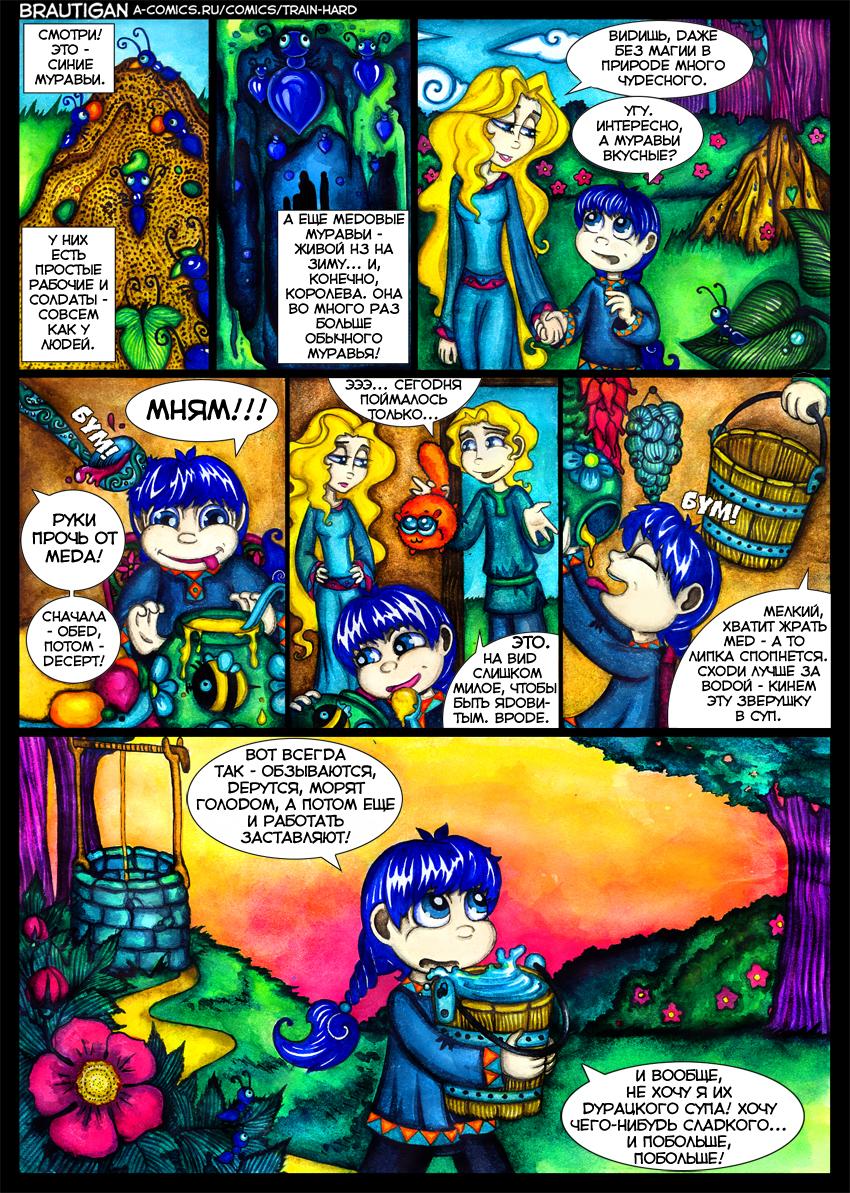 BRAUTIGAN A-COMICS.RU/COMICS/TRAIN-HARD
СМОТРИ!
ЭТО -
СИНИЕ
МУРАВЬИ.
У НИХ
ЕСТЬ
ПРОСТЫЕ
РАБОЧИЕ И
СОЛДАТЫ -
СОВСЕМ
КАК У
ЛЮДЕЙ.
А ЕЩЕ МЕДОВЫЕ
МУРАВЬИ -
ЖИВОЙ НЗ НА
ЗИМУ... И,
КОНЕЧНО,
КОРОЛЕВА. ОНА
ВО МНОГО РАЗ
БОЛЬШЕ
ОБЫЧНОГО
МУРАВЬЯ!
ВИДИШЬ, ДАЖЕ
БЕЗ МАГИИ В
ПРИРОДЕ МНОГО
ЧУДЕСНОГО.
УГУ.
ИНТЕРЕСНО,
А МУРАВЬИ
ВКУСНЫЕ?
БУМ!
МНЯМ!!!
РУКИ
ПРОЧЬ ОТ
МЕДА!
СНАЧАЛА
- ОБЕД,
ПОТОМ -
ДЕСЕРТ!
ЭЭЭ... СЕГОДНЯ
ПОЙМАЛОСЬ
ТОЛЬКО...
ЭТО.
НА ВИД
СЛИШКОМ
МИЛОЕ, ЧТОБЫ
БЫТЬ ЯДОВИ-
ТЫМ. ВРОДЕ.
БУМ!
МЕЛКИЙ,
ХВАТИТ ЖРАТЬ
МЕД - А ТО
ЛИПКА СПОПНЕТСЯ.
СХОДИ ЛУЧШЕ ЗА
ВОДОЙ - КИНЕМ
ЭТУ ЗВЕРУШКУ
В СУП.
ВОТ ВСЕГДА
ТАК - ОБЗЫВАЮТСЯ,
ДЕРУТСЯ, МОРЯТ
ГОЛОДОМ, А ПОТОМ ЕЩЕ
И РАБОТАТЬ
ЗАСТАВЛЯЮТ!
И ВООБЩЕ,
НЕ ХОЧУ Я ИХ
ДУРАЦКОГО СУПА! ХОЧУ
ЧЕГО-НИБУДЬ СЛАДКОГО...
И ПОБОЛЬШЕ,
ПОБОЛЬШЕ!